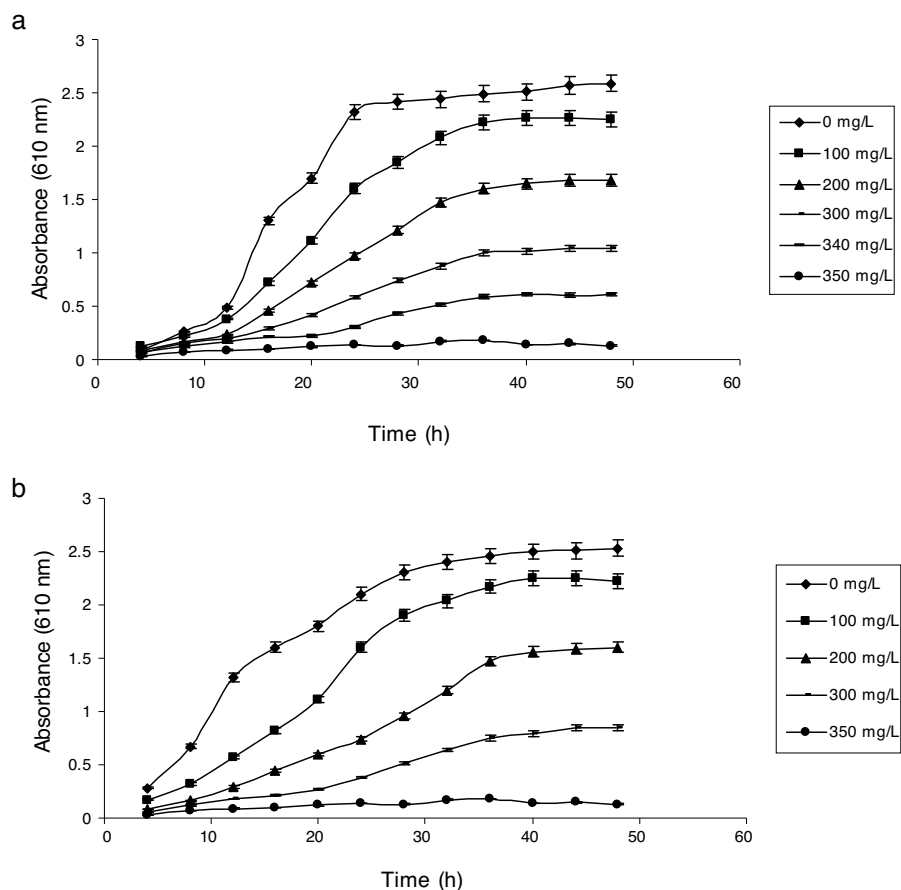 a
3
2.5
2
1.5
1
0.5
0
0 10 20 30 40 50 60
Absorbance (610 nm)
Time (h)
0 mg/L
100 mg/L
200 mg/L
300 mg/L
340 mg/L
350 mg/L
b
3
2.5
2
1.5
1
0.5
0
0 10 20 30 40 50 60
Absorbance (610 nm)
Time (h)
0 mg/L
100 mg/L
200 mg/L
300 mg/L
350 mg/L